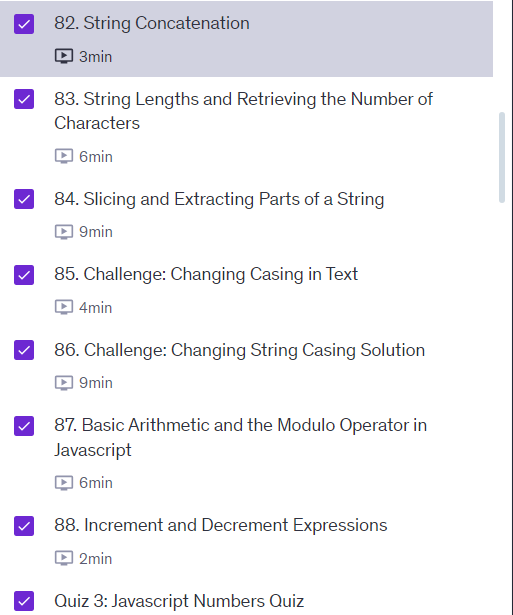 82. String Concatenation
3min
83. String Lengths and Retrieving the Number of
Characters
6min
84. Slicing and Extracting Parts of a String
9min
85. Challenge: Changing Casing in Text
4min
86. Challenge: Changing String Casing Solution
9min
87. Basic Arithmetic and the Modulo Operator in
Javascript
6min
88. Increment and Decrement Expressions
2min
Quiz 3: Javascript Numbers Quiz